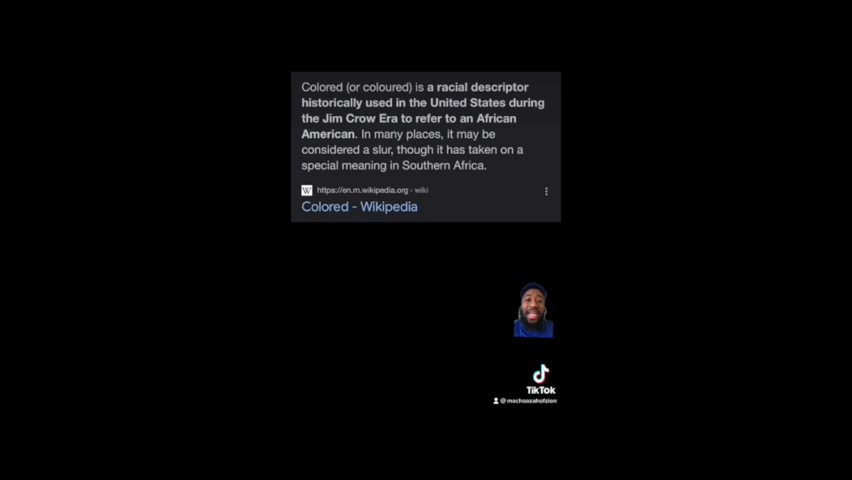 Colored (or coloured) is a racial descriptor
historically used in the United States during
the Jim Crow Era to refer to an African
American. In many places, it may be
considered a slur, though it has taken on a
special meaning in Southern Africa.
W https://en.m.wikipedia.org › wiki
Colored - Wikipedia
TikTok
@machaazahofzion